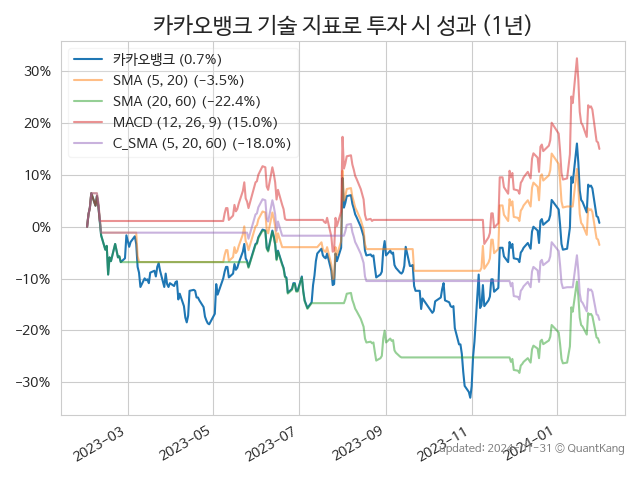 카카오뱅크 기술 지표로 투자 시 성과 (1년)
카카오뱅크 (0.7%)
SMA (5, 20) (−3.5%)
SMA (20, 60) (−22.4%)
MACD (12, 26, 9) (15.0%)
C_SMA (5, 20, 60) (−18.0%)
30%
20%
10%
0%
−10%
−20%
−30%
2023-03
2023-05
2023-07
2023-09
2023-11
2024-01
updated: 2024-01-31 © QuantKang